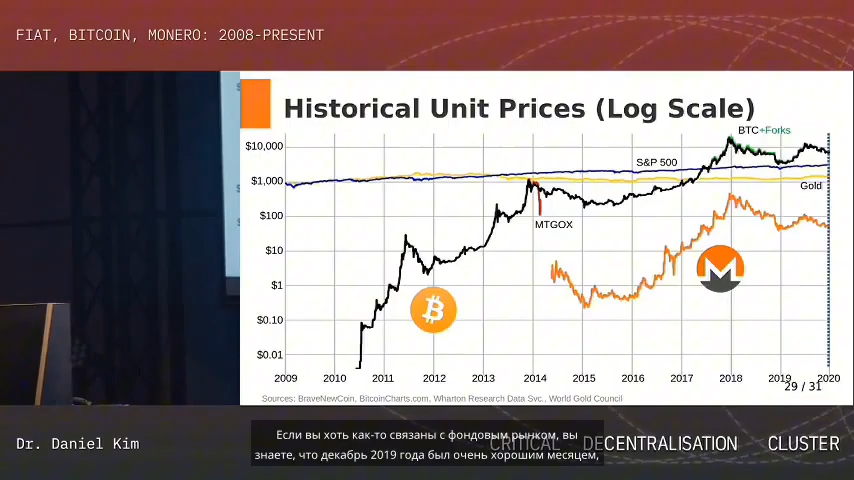 FIAT, BITCOIN, MONERO: 2008-PRESENT
Historical Unit Prices (Log Scale)
BTC+Forks
$10,000
S&P 500
$1,000
Gold
$100
MTGOX
$10
$1
$0.10
$0.01
2009 2010 2011 2012 2013 2014 2015 2016 2017 2018 2019 2020
29 / 31
Sources: BraveNewCoin, BitcoinCharts.com, Wharton Research Data Svc., World Gold Council
Если вы хоть как-то связаны с фондовым рынком, вы
знаете, что декабрь 2019 года был очень хорошим месяцем,
Dr. Daniel Kim
CRITICAL DECENTRALISATION CLUSTER